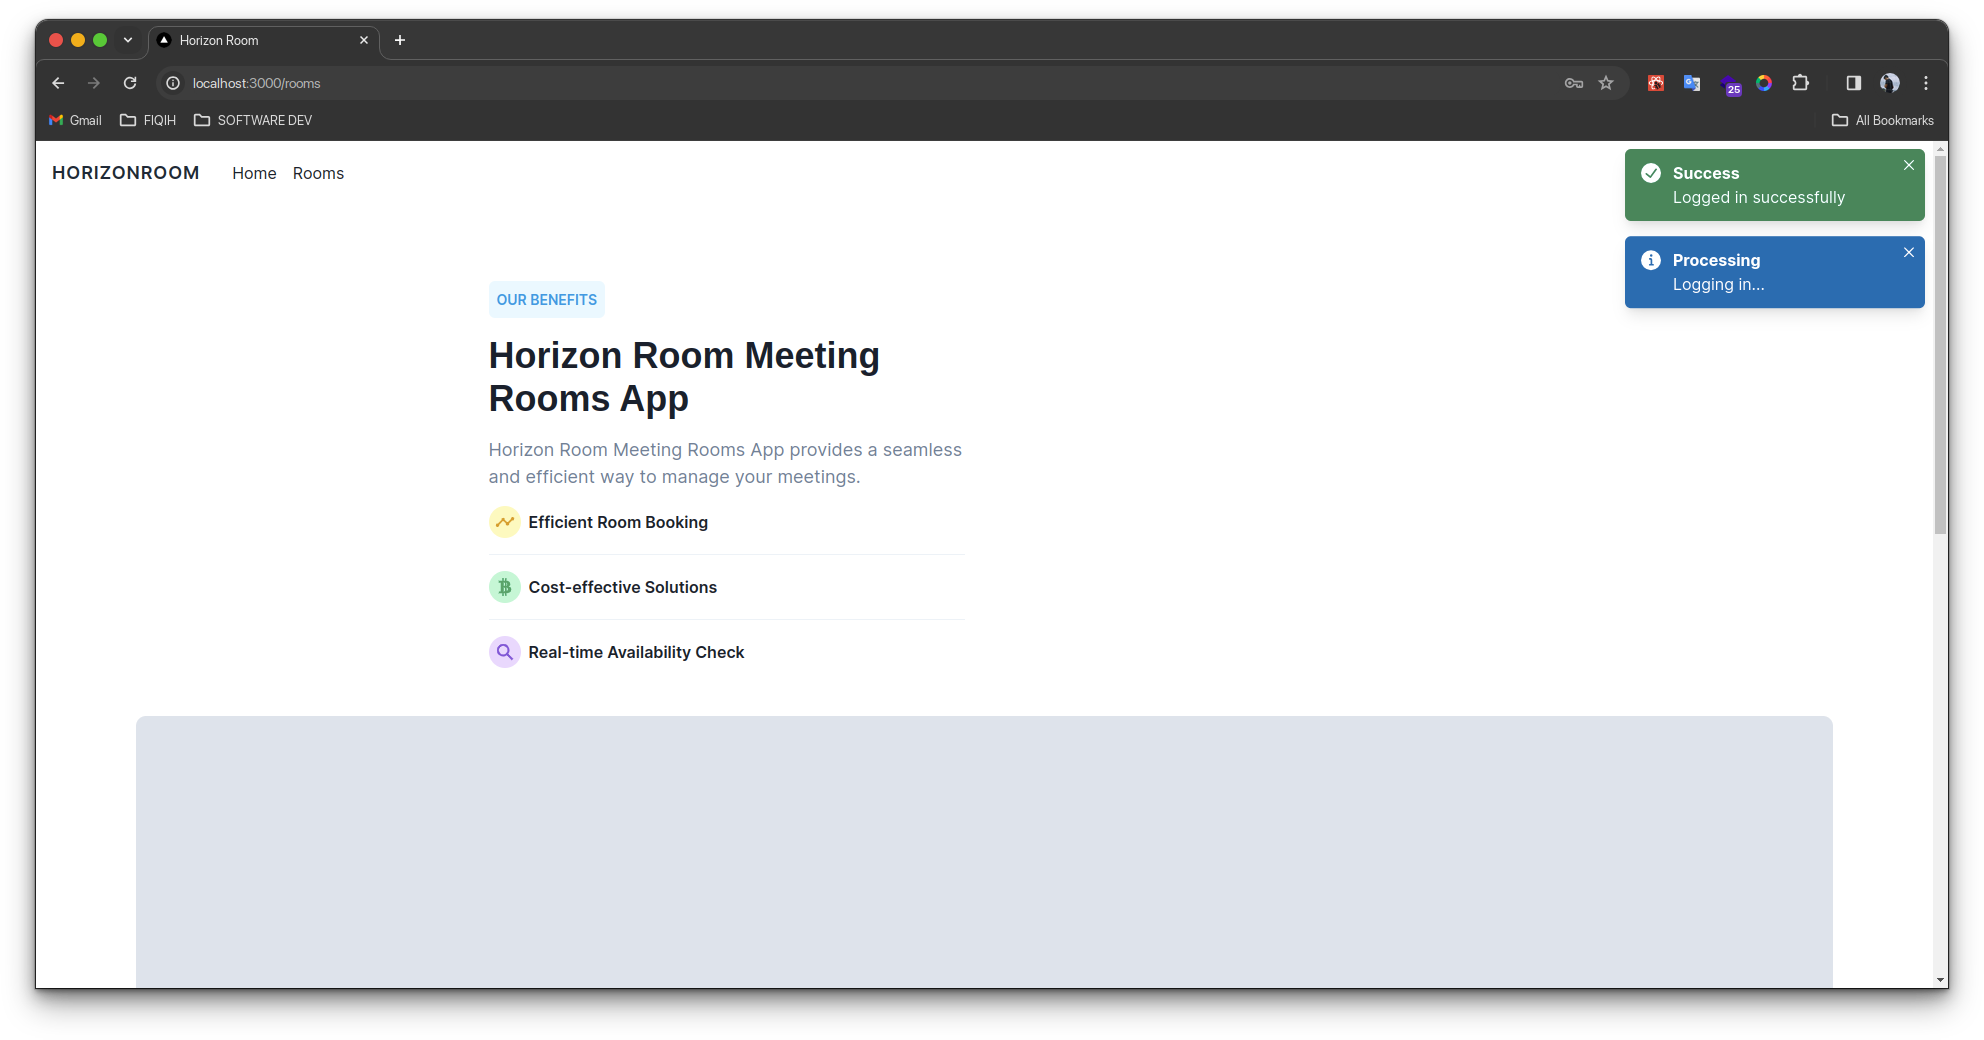 Horizon Room
localhost:3000/rooms
25
Gmail
FIQIH
SOFTWARE DEV
All Bookmarks
HORIZONROOM
Home
Rooms
Success
Logged in successfully
Processing
Logging in...
OUR BENEFITS
Horizon Room Meeting
Rooms App
Horizon Room Meeting Rooms App provides a seamless
and efficient way to manage your meetings.
Efficient Room Booking
Cost-effective Solutions
Real-time Availability Check